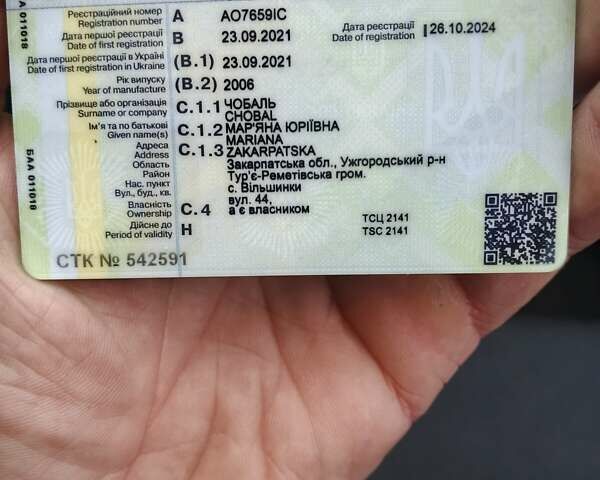 Реєстраційний номер A АО7659ІС
Registration number
Дата першої реєстрації B 23.09.2021 Дата реєстрації I 26.10.2024
Date of first registration Date of registration
Дата першої реєстрації в Україні (B.1) 23.09.2021
Date of first registration in Ukraine
Рік випуску (B.2) 2006
Year of manufacture
Прізвище або організація C.1.1 ЧОБАЛЬ
Surname or company CHOBAL
Ім'я та по батькові C.1.2 МАР'ЯНА ЮРІЇВНА
Given name(s) MARIANA
Адреса C.1.3 ZAKARPATSKA
Address Закарпатська обл., Ужгородський р-н
Область
Район Тур'є-Реметівська гром.
Нас. пункт с. Вільшинки
Вул., буд., кв. вул. 44,
Власність C.4 а є власником
Ownership
Дійсне до H ТСЦ 2141
Period of validity TSC 2141
СТК № 542591
011018
БАА 011018